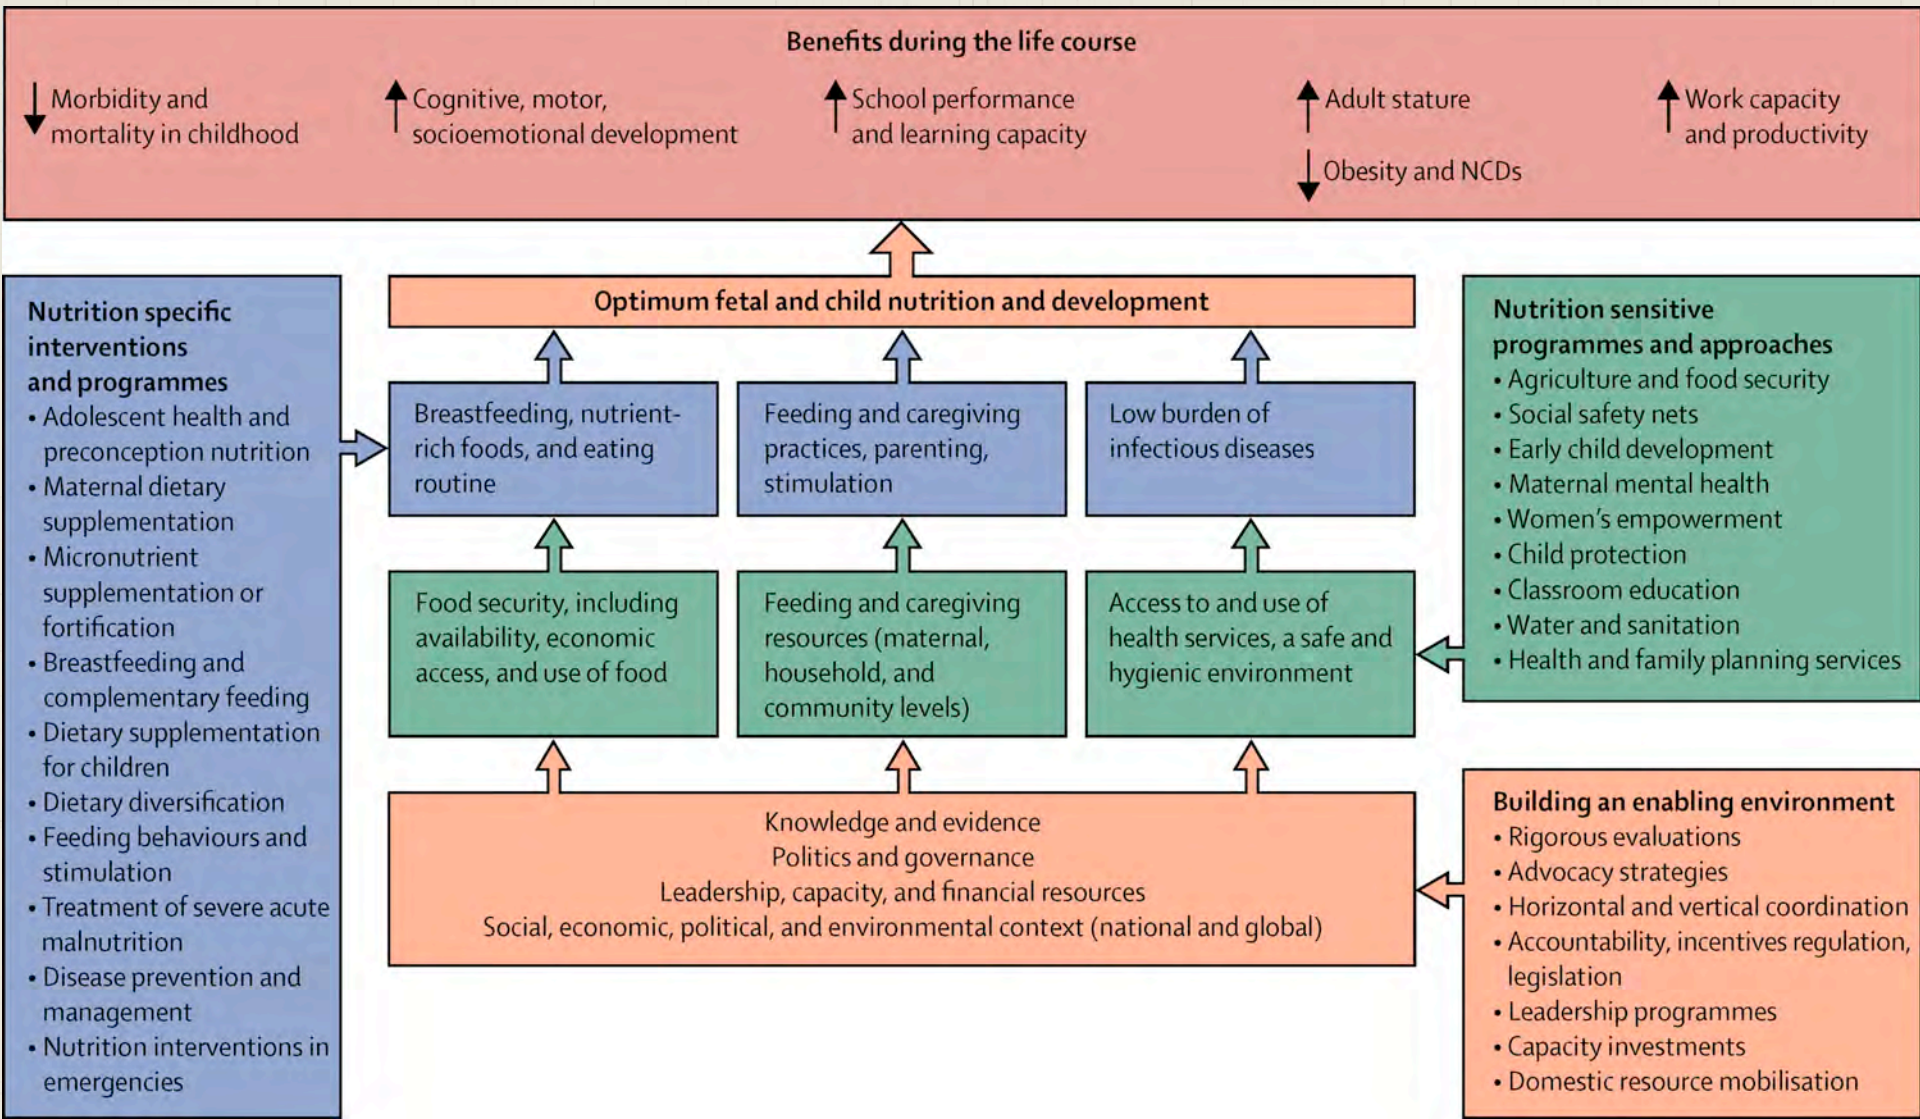 Benefits during the life course
Morbidity and
mortality in childhood
Cognitive, motor,
socioemotional development
School performance
and learning capacity
Adult stature
Obesity and NCDs
Work capacity
and productivity
Nutrition specific
interventions
and programmes
• Adolescent health and
preconception nutrition
• Maternal dietary
supplementation
• Micronutrient
supplementation or
fortification
• Breastfeeding and
complementary feeding
• Dietary supplementation
for children
• Dietary diversification
• Feeding behaviours and
stimulation
• Treatment of severe acute
malnutrition
• Disease prevention and
management
• Nutrition interventions in
emergencies
Optimum fetal and child nutrition and development
Breastfeeding, nutrient-
rich foods, and eating
routine
Feeding and caregiving
practices, parenting,
stimulation
Low burden of
infectious diseases
Food security, including
availability, economic
access, and use of food
Feeding and caregiving
resources (maternal,
household, and
community levels)
Access to and use of
health services, a safe and
hygienic environment
Knowledge and evidence
Politics and governance
Leadership, capacity, and financial resources
Social, economic, political, and environmental context (national and global)
Nutrition sensitive
programmes and approaches
• Agriculture and food security
• Social safety nets
• Early child development
• Maternal mental health
• Women's empowerment
• Child protection
• Classroom education
• Water and sanitation
• Health and family planning services
Building an enabling environment
• Rigorous evaluations
• Advocacy strategies
• Horizontal and vertical coordination
• Accountability, incentives regulation,
legislation
• Leadership programmes
• Capacity investments
• Domestic resource mobilisation